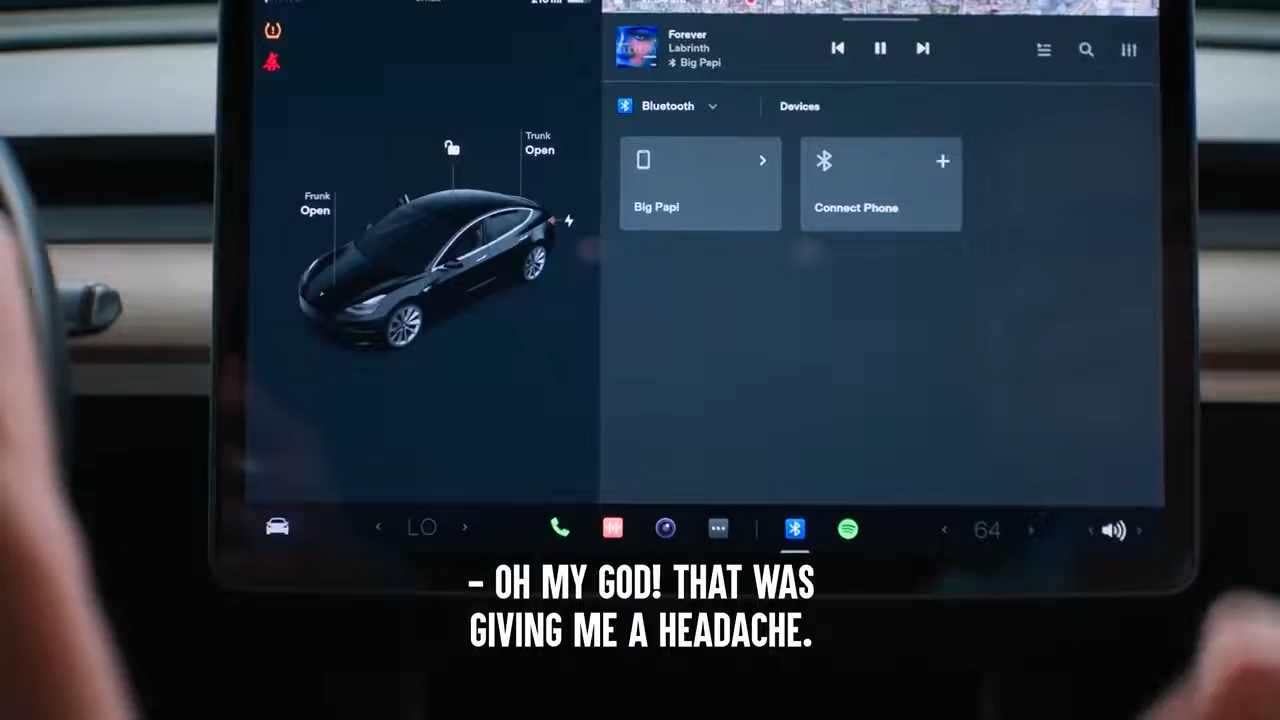 Forever
Labrinth
Big Papi
Bluetooth
Devices
Trunk
Open
Frunk
Open
Big Papi
Connect Phone
LO
64
- OH MY GOD! THAT WAS
GIVING ME A HEADACHE.